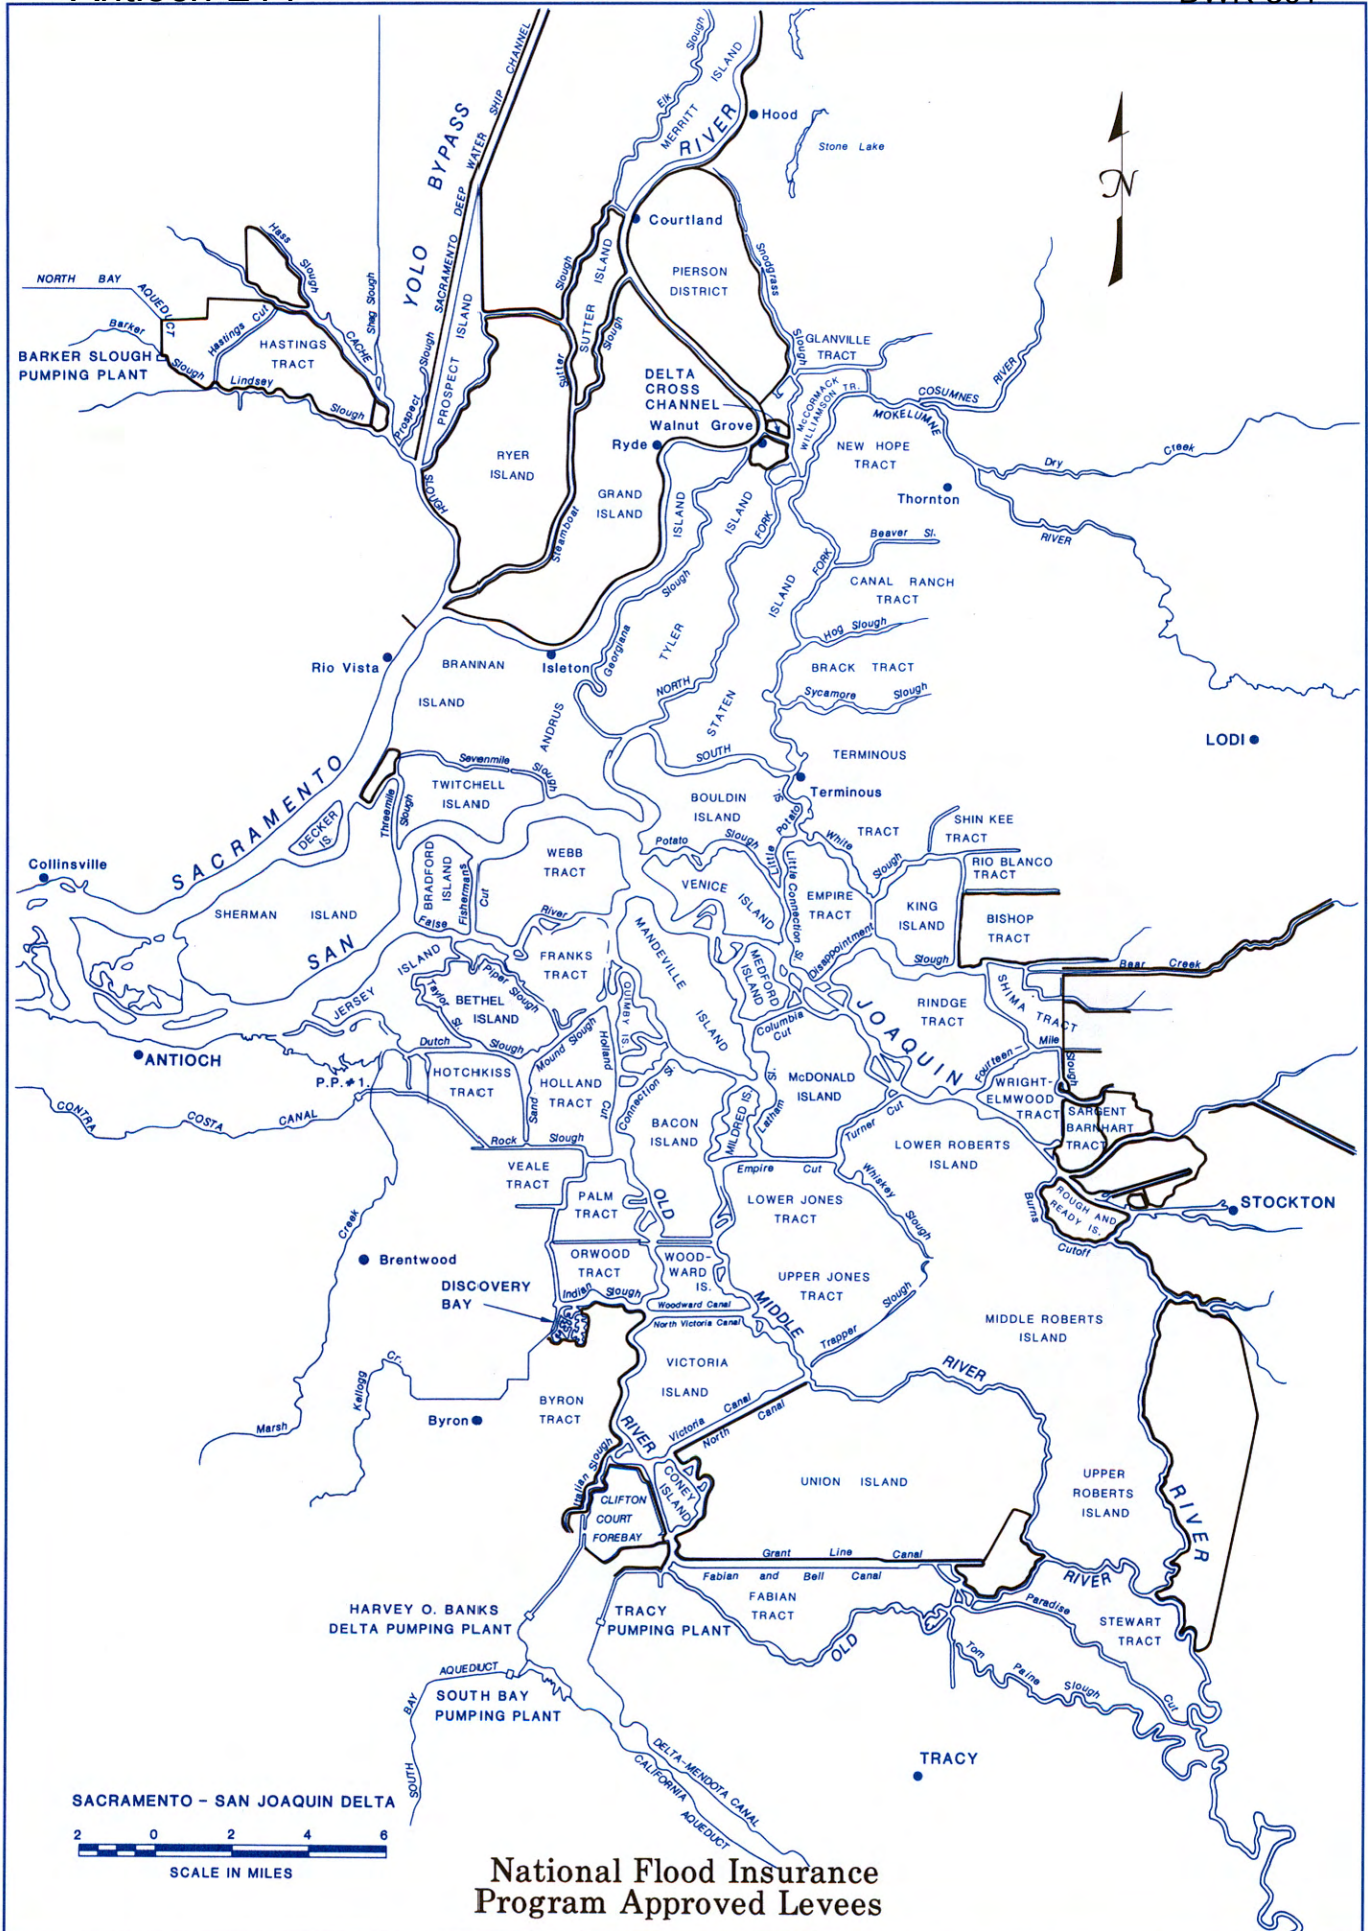 SACRAMENTO DEEP WATER SHIP CHANNEL
YOLO BYPASS
Elk Slough
MERRITT ISLAND
RIVER
Hood
Stone Lake
N
Courtland
Hass Slough
NORTH BAY AQUEDUCT
Shag Slough
Barker Slough
Hastings Cut
CACHE SLOUGH
HASTINGS
TRACT
BARKER SLOUGH
PUMPING PLANT
Lindsey Slough
Prospect Slough
PROSPECT ISLAND
Sutter Slough
SUTTER ISLAND
PIERSON
DISTRICT
Snodgrass Slough
GLANVILLE
TRACT
DELTA
CROSS
CHANNEL
Walnut Grove
McCORMACK
WILLIAMSON TR.
COSUMNES RIVER
MOKELUMNE
RIVER
Ryde
NEW HOPE
TRACT
Dry Creek
Thornton
RYER
ISLAND
GRAND
ISLAND
Steamboat Slough
TYLER ISLAND
NORTH FORK
STATEN ISLAND
SOUTH FORK
Georgiana Slough
ISLAND
Beaver Sl.
CANAL RANCH
TRACT
Hog Slough
BRACK TRACT
Sycamore Slough
Rio Vista
BRANNAN
ISLAND
Isleton
ANDRUS
TERMINOUS
Terminous
TRACT
LODI
SACRAMENTO
Sevenmile Slough
TWITCHELL
ISLAND
Threemile
Slough
DECKER
IS.
BOULDIN
ISLAND
Potato Slough
Little Potato Sl.
White Slough
SHIN KEE
TRACT
RIO BLANCO
TRACT
Collinsville
SHERMAN ISLAND
BRADFORD
ISLAND
Fishermans
Cut
WEBB
TRACT
VENICE ISLAND
Little Connection Sl.
EMPIRE
TRACT
KING
ISLAND
BISHOP
TRACT
False River
SAN JOAQUIN
FRANKS
TRACT
MANDEVILLE ISLAND
MEDFORD
ISLAND
Disappointment Slough
Bear Creek
JERSEY ISLAND
Taylor Sl.
Piper Slough
BETHEL
ISLAND
QUIMBY IS.
Columbia
Cut
RINDGE
TRACT
SHIMA TRACT
ANTIOCH
Dutch Slough
P.P.#1.
HOTCHKISS
TRACT
Sand Mound Slough
HOLLAND
TRACT
Holland Cut
Connection Sl.
MILDRED IS.
McDONALD
ISLAND
Latham Sl.
Fourteen Mile Slough
WRIGHT-
ELMWOOD
TRACT
SARGENT
BARNHART
TRACT
CONTRA COSTA CANAL
Rock Slough
BACON
ISLAND
Turner Cut
LOWER ROBERTS
ISLAND
VEALE
TRACT
Empire Cut
Whiskey Slough
PALM
TRACT
OLD
LOWER JONES
TRACT
Burns
Cutoff
ROUGH AND
READY IS.
STOCKTON
Creek
Brentwood
ORWOOD
TRACT
WOOD-
WARD
IS.
UPPER JONES
TRACT
DISCOVERY
BAY
Indian Slough
Woodward Canal
North Victoria Canal
MIDDLE
Trapper Slough
MIDDLE ROBERTS
ISLAND
VICTORIA
ISLAND
RIVER
Marsh
Kellogg Cr.
Byron
BYRON
TRACT
RIVER
Victoria Canal
North Canal
Italian Slough
CONEY
ISLAND
UNION ISLAND
UPPER
ROBERTS
ISLAND
RIVER
CLIFTON
COURT
FOREBAY
Grant Line Canal
Fabian and Bell Canal
FABIAN
TRACT
RIVER
Paradise Cut
STEWART
TRACT
HARVEY O. BANKS
DELTA PUMPING PLANT
TRACY
PUMPING PLANT
OLD
Tom Paine Slough
SOUTH BAY AQUEDUCT
SOUTH BAY
PUMPING PLANT
DELTA-MENDOTA CANAL
CALIFORNIA AQUEDUCT
TRACY
SACRAMENTO - SAN JOAQUIN DELTA
2 0 2 4 6
SCALE IN MILES
National Flood Insurance
Program Approved Levees